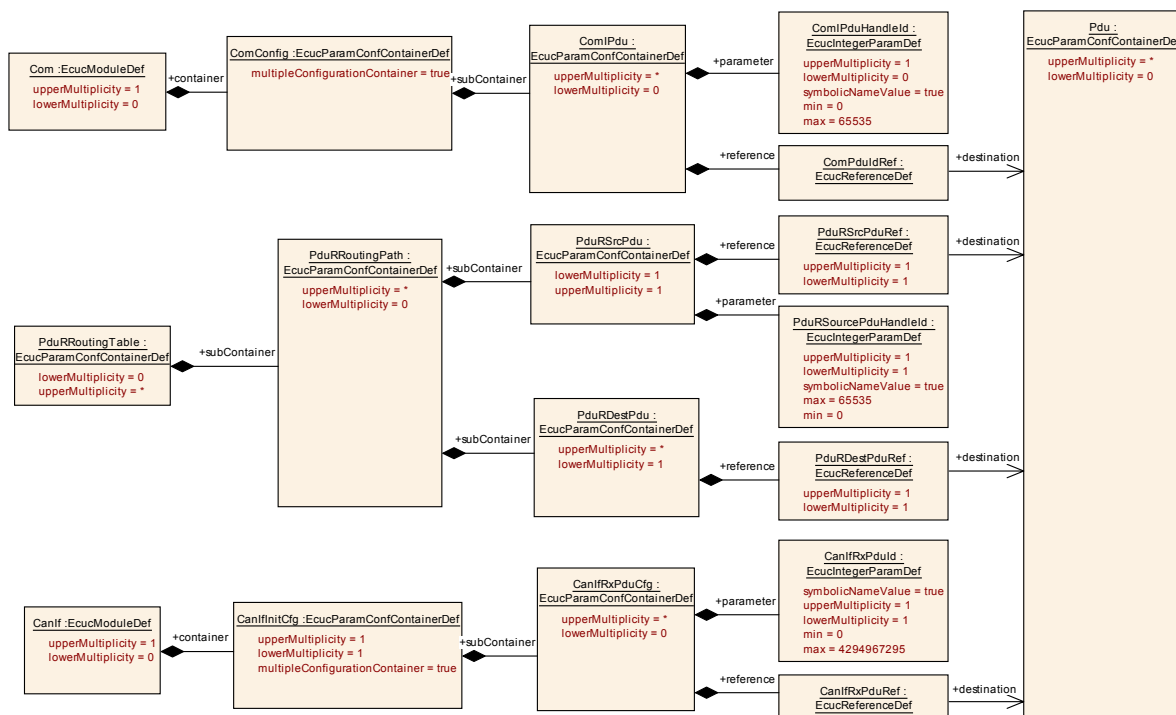 Com :EcucModuleDef
upperMultiplicity = 1
lowerMultiplicity = 0
+container
ComConfig :EcucParamConfContainerDef
multipleConfigurationContainer = true
+subContainer
ComIPdu :
EcucParamConfContainerDef
upperMultiplicity = *
lowerMultiplicity = 0
+parameter
ComIPduHandleId :
EcucIntegerParamDef
upperMultiplicity = 1
lowerMultiplicity = 0
symbolicNameValue = true
min = 0
max = 65535
+reference
ComPduIdRef :
EcucReferenceDef
+destination
Pdu :
EcucParamConfContainerDef
upperMultiplicity = *
lowerMultiplicity = 0
PduRRoutingTable :
EcucParamConfContainerDef
lowerMultiplicity = 0
upperMultiplicity = *
+subContainer
PduRRoutingPath :
EcucParamConfContainerDef
upperMultiplicity = *
lowerMultiplicity = 0
+subContainer
PduRSrcPdu :
EcucParamConfContainerDef
lowerMultiplicity = 1
upperMultiplicity = 1
+reference
PduRSrcPduRef :
EcucReferenceDef
upperMultiplicity = 1
lowerMultiplicity = 1
+destination
+parameter
PduRSourcePduHandleId :
EcucIntegerParamDef
upperMultiplicity = 1
lowerMultiplicity = 1
symbolicNameValue = true
max = 65535
min = 0
+subContainer
PduRDestPdu :
EcucParamConfContainerDef
upperMultiplicity = *
lowerMultiplicity = 1
+reference
PduRDestPduRef :
EcucReferenceDef
upperMultiplicity = 1
lowerMultiplicity = 1
+destination
CanIf :EcucModuleDef
upperMultiplicity = 1
lowerMultiplicity = 0
+container
CanIfInitCfg :EcucParamConfContainerDef
upperMultiplicity = 1
lowerMultiplicity = 1
multipleConfigurationContainer = true
+subContainer
CanIfRxPduCfg :
EcucParamConfContainerDef
upperMultiplicity = *
lowerMultiplicity = 0
+parameter
CanIfRxPduId :
EcucIntegerParamDef
symbolicNameValue = true
upperMultiplicity = 1
lowerMultiplicity = 1
min = 0
max = 4294967295
+reference
CanIfRxPduRef :
EcucReferenceDef
+destination